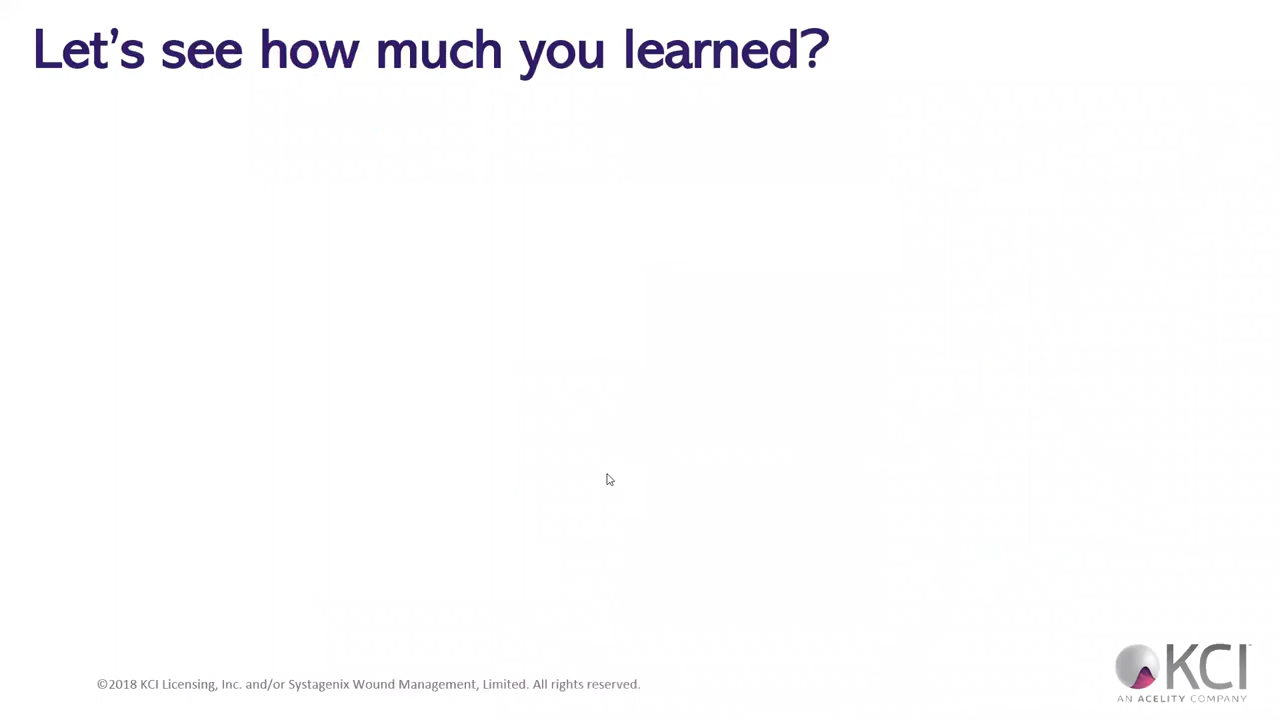 Let's see how much you learned?
©2018 KCI Licensing, Inc. and/or Systagenix Wound Management, Limited. All rights reserved.
KCI™
AN ACELITY COMPANY